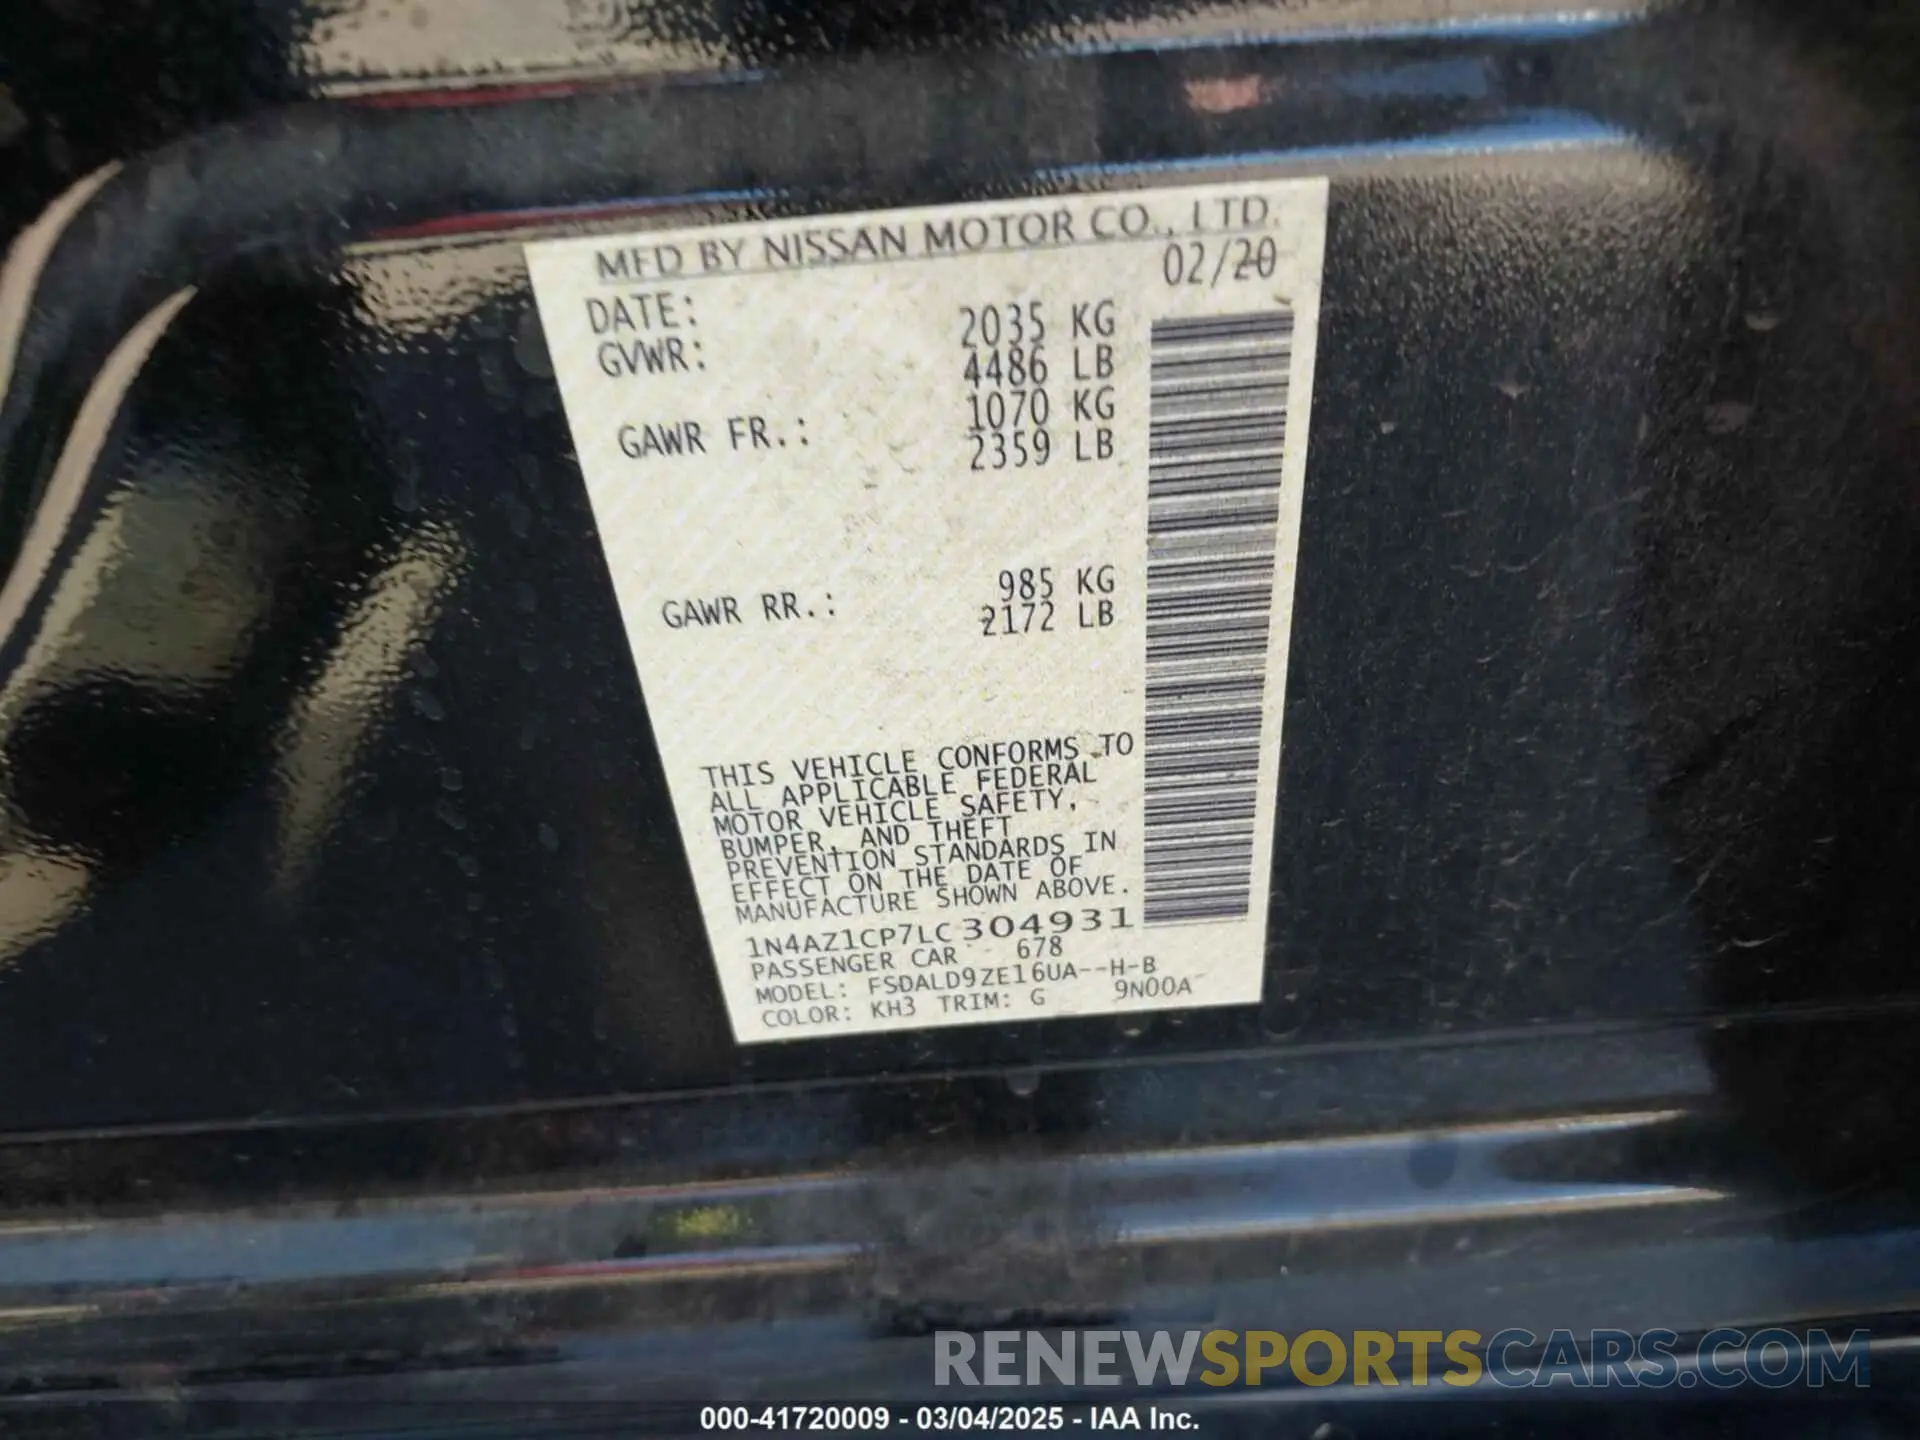 MFD BY NISSAN MOTOR CO., LTD.
DATE: 02/20
GVWR: 2035 KG
4486 LB
GAWR FR.: 1070 KG
2359 LB
GAWR RR.: 985 KG
2172 LB
THIS VEHICLE CONFORMS TO
ALL APPLICABLE FEDERAL
MOTOR VEHICLE SAFETY,
BUMPER, AND THEFT
PREVENTION STANDARDS IN
EFFECT ON THE DATE OF
MANUFACTURE SHOWN ABOVE.
1N4AZ1CP7LC304931
PASSENGER CAR 678
MODEL: FSDALD9ZE16UA--H-B
COLOR: KH3 TRIM: G 9N00A
RENEWSPORTSCARS.COM
000-41720009 - 03/04/2025 - IAA Inc.